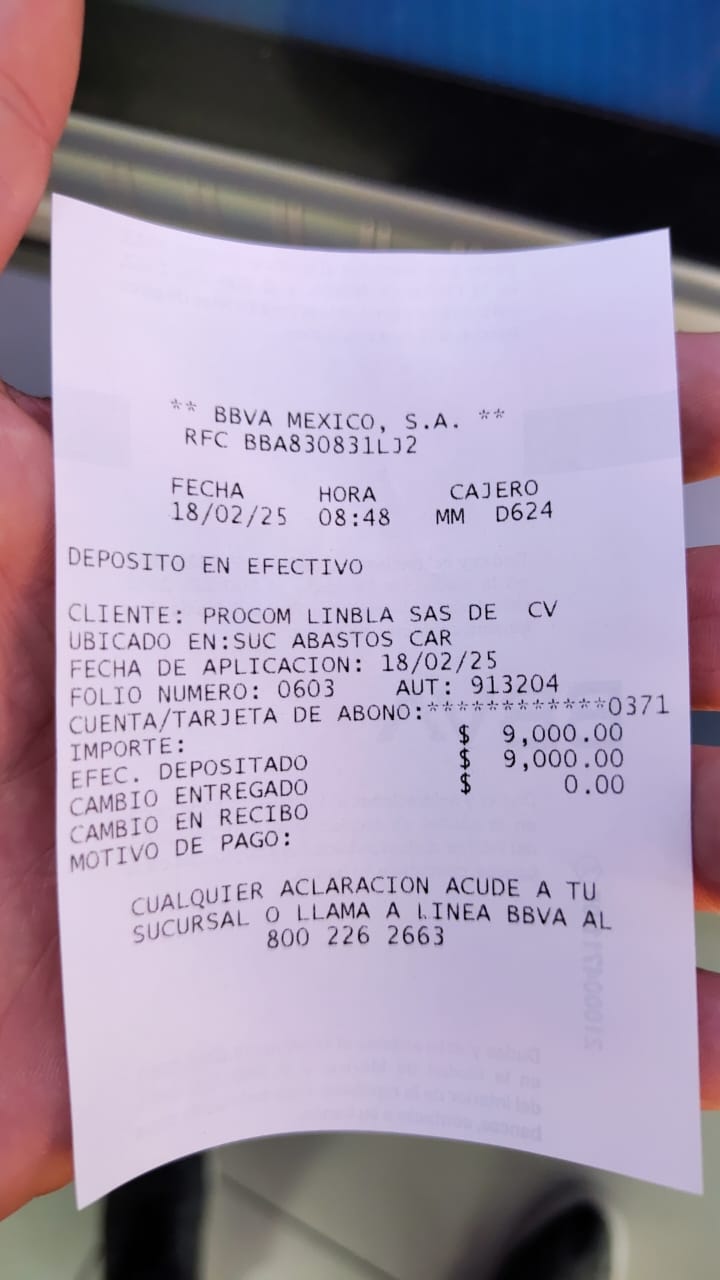 ** BBVA MEXICO, S.A. **
RFC BBA830831LJ2
FECHA HORA CAJERO
18/02/25 08:48 MM D624
DEPOSITO EN EFECTIVO
CLIENTE: PROCOM LINBLA SAS DE CV
UBICADO EN:SUC ABASTOS CAR
FECHA DE APLICACION: 18/02/25
FOLIO NUMERO: 0603 AUT: 913204
CUENTA/TARJETA DE ABONO:************0371
IMPORTE: $ 9,000.00
EFEC. DEPOSITADO $ 9,000.00
CAMBIO ENTREGADO $ 0.00
CAMBIO EN RECIBO
MOTIVO DE PAGO:
CUALQUIER ACLARACION ACUDE A TU
SUCURSAL O LLAMA A LINEA BBVA AL
800 226 2663